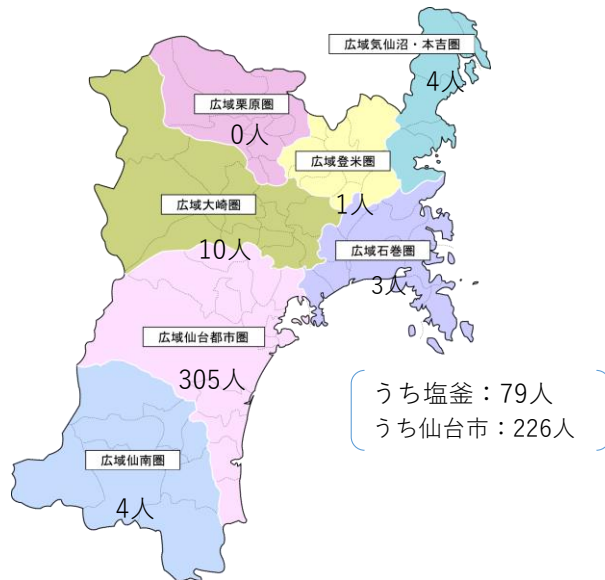 広域気仙沼・本吉圏
4人
広域栗原圏
0人
広域登米圏
1人
広域大崎圏
10人
広域石巻圏
3人
広域仙台都市圏
305人
うち塩釜：79人
うち仙台市：226人
広域仙南圏
4人